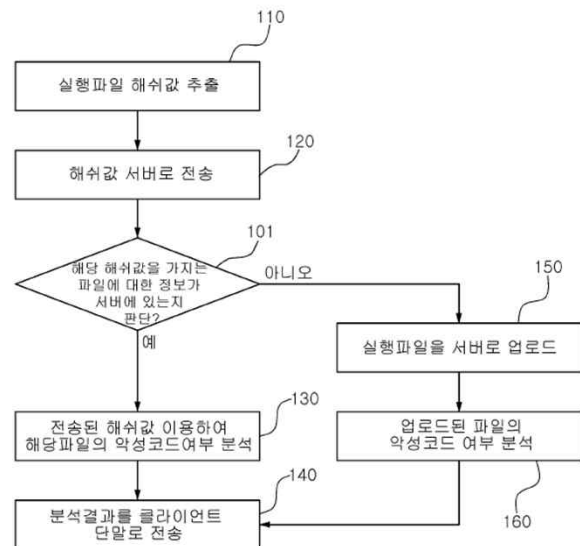 110
실행파일 해쉬값 추출
120
해쉬값 서버로 전송
101
해당 해쉬값을 가지는
파일에 대한 정보가
서버에 있는지
판단?
아니오
예
150
실행파일을 서버로 업로드
130
전송된 해쉬값 이용하여
해당파일의 악성코드여부 분석
업로드된 파일의
악성코드 여부 분석
160
140
분석결과를 클라이언트
단말로 전송